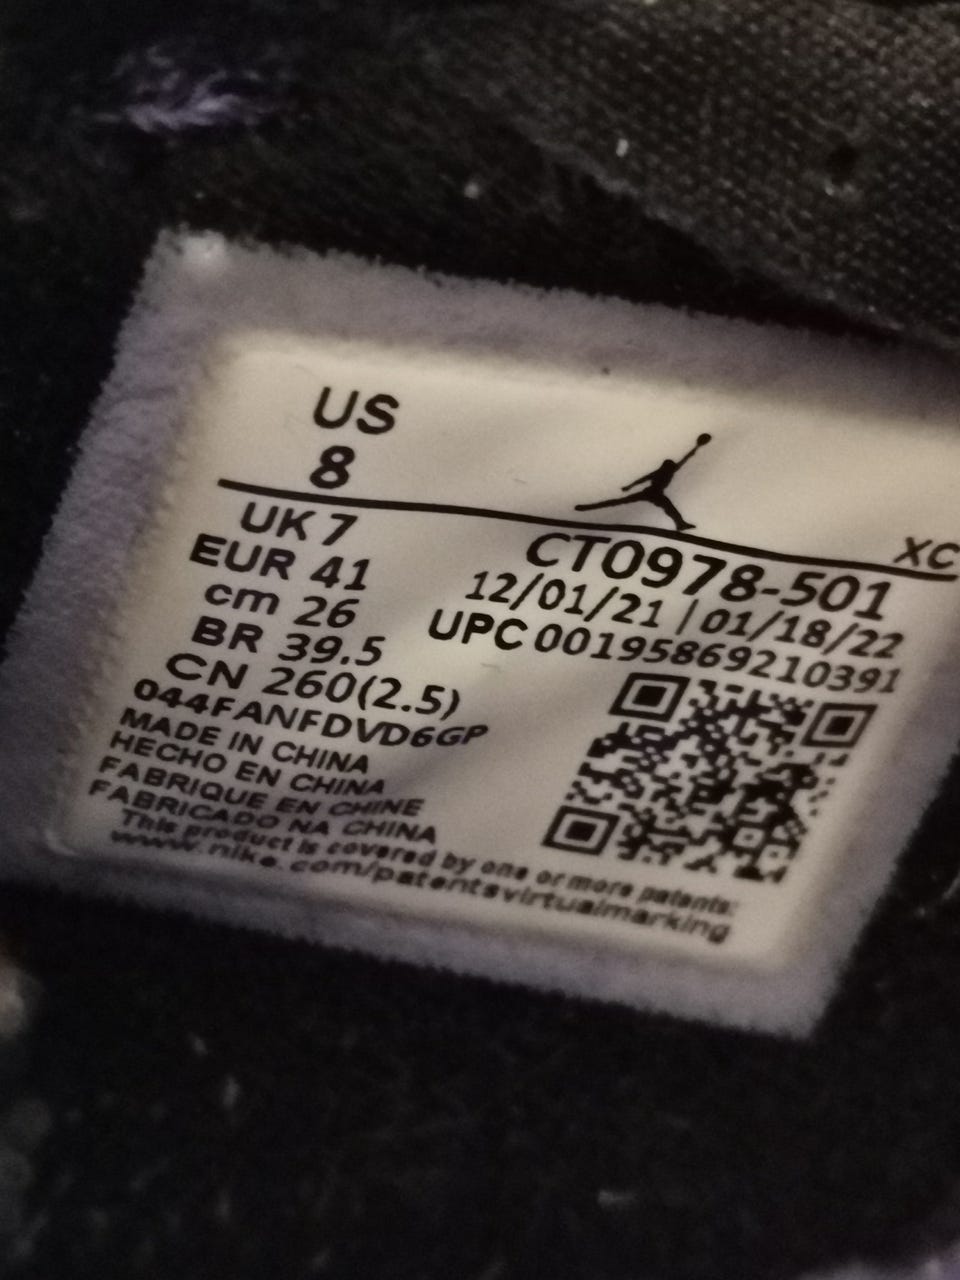 US
8
XC
UK 7
EUR 41
cm 26
BR 39.5
CN 260(2.5)
044FANFDVD6GP
CT0978-501
12/01/21 | 01/18/22
UPC 00195869210391
MADE IN CHINA
HECHO EN CHINA
FABRIQUE EN CHINE
FABRICADO NA CHINA
This product is covered by one or more patents:
www.nike.com/patentsvirtualmarking